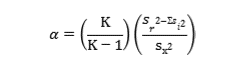 α = (K / K − 1) (S_r² − Σs_i² / s_x²)